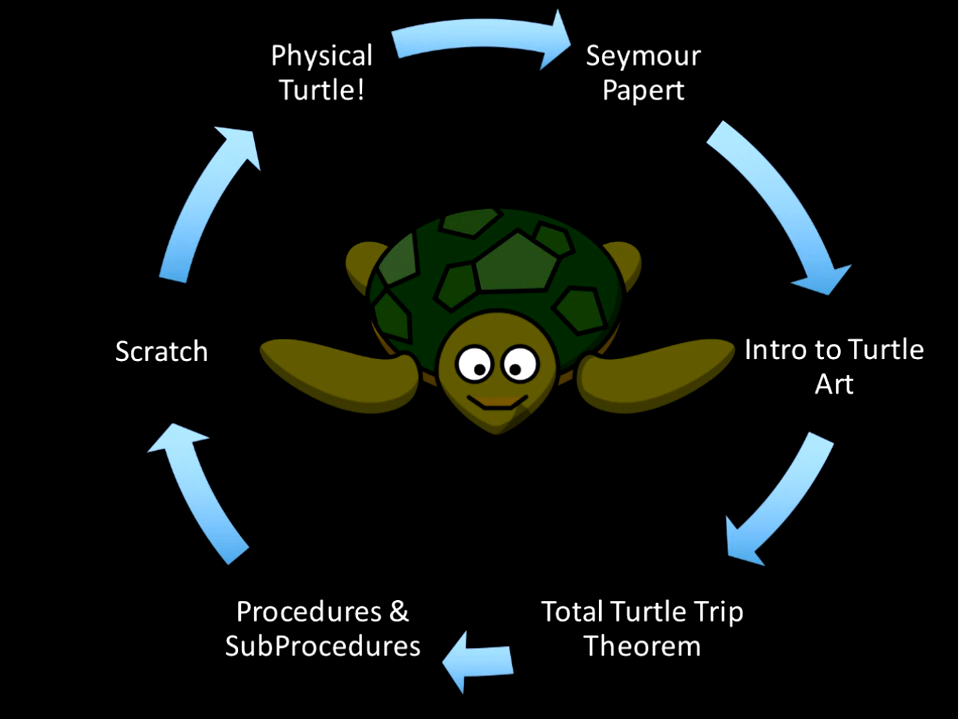 Physical
Turtle!
Seymour
Papert
Intro to Turtle
Art
Total Turtle Trip
Theorem
Procedures &
SubProcedures
Scratch